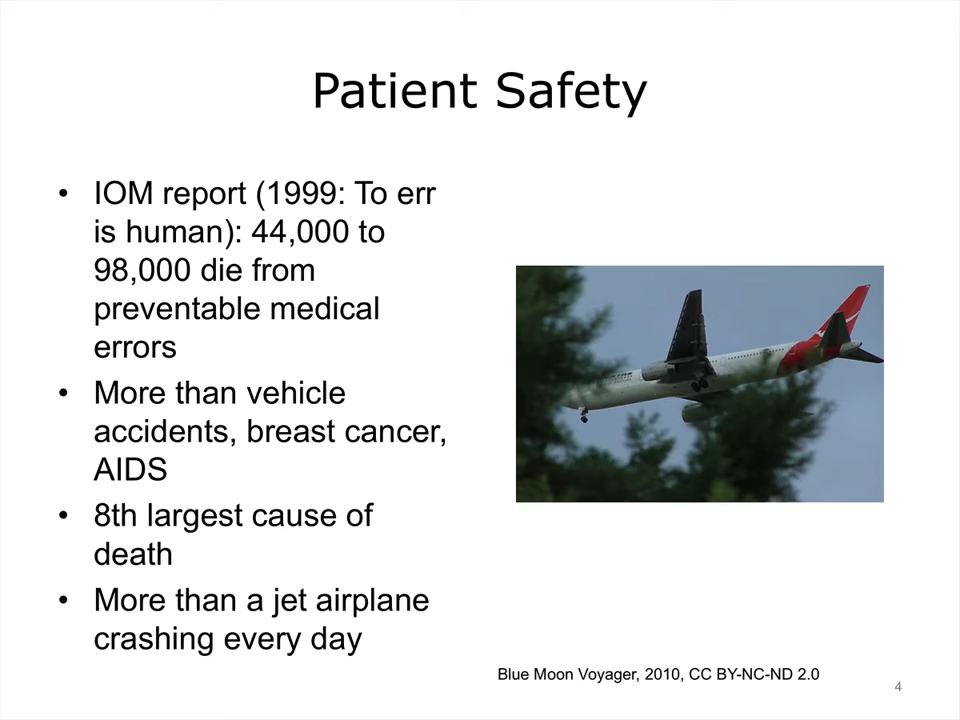 Patient Safety
• IOM report (1999: To err
is human): 44,000 to
98,000 die from
preventable medical
errors
• More than vehicle
accidents, breast cancer,
AIDS
• 8th largest cause of
death
• More than a jet airplane
crashing every day
Blue Moon Voyager, 2010, CC BY-NC-ND 2.0
4